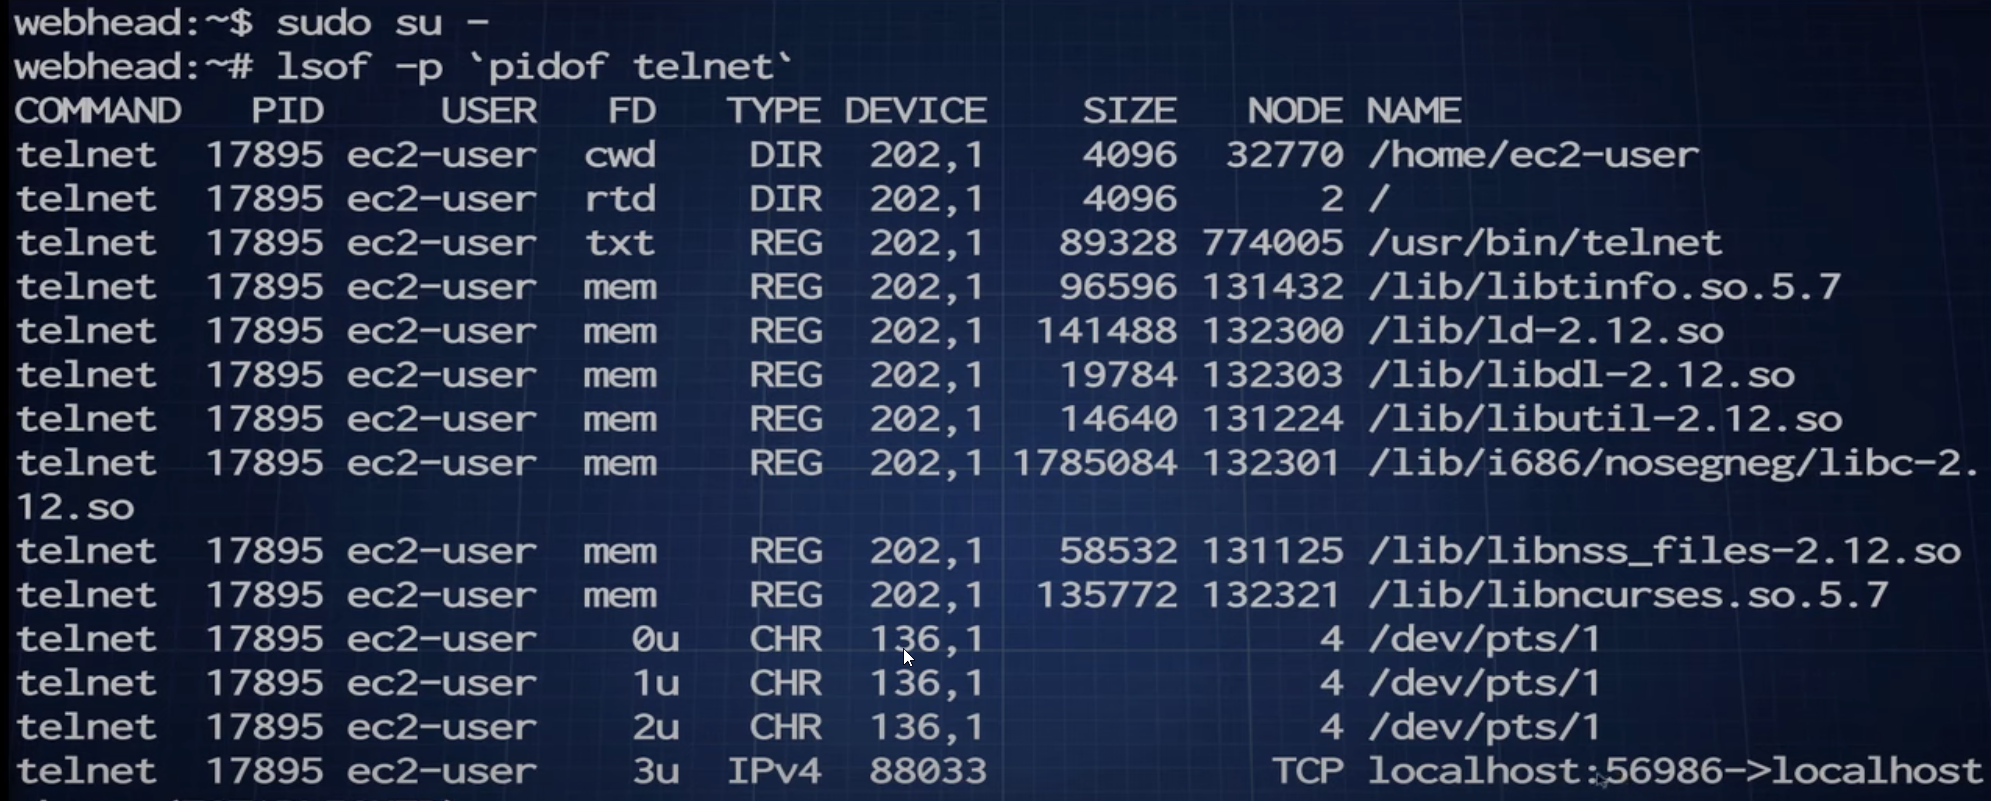 webhead:~$ sudo su -
webhead:~# lsof -p `pidof telnet`
COMMAND   PID     USER   FD   TYPE DEVICE    SIZE   NODE NAME
telnet  17895 ec2-user  cwd    DIR  202,1    4096  32770 /home/ec2-user
telnet  17895 ec2-user  rtd    DIR  202,1    4096      2 /
telnet  17895 ec2-user  txt    REG  202,1   89328 774005 /usr/bin/telnet
telnet  17895 ec2-user  mem    REG  202,1   96596 131432 /lib/libtinfo.so.5.7
telnet  17895 ec2-user  mem    REG  202,1  141488 132300 /lib/ld-2.12.so
telnet  17895 ec2-user  mem    REG  202,1   19784 132303 /lib/libdl-2.12.so
telnet  17895 ec2-user  mem    REG  202,1   14640 131224 /lib/libutil-2.12.so
telnet  17895 ec2-user  mem    REG  202,1 1785084 132301 /lib/i686/nosegneg/libc-2.
12.so
telnet  17895 ec2-user  mem    REG  202,1   58532 131125 /lib/libnss_files-2.12.so
telnet  17895 ec2-user  mem    REG  202,1  135772 132321 /lib/libncurses.so.5.7
telnet  17895 ec2-user    0u   CHR  136,1              4 /dev/pts/1
telnet  17895 ec2-user    1u   CHR  136,1              4 /dev/pts/1
telnet  17895 ec2-user    2u   CHR  136,1              4 /dev/pts/1
telnet  17895 ec2-user    3u  IPv4  88033            TCP localhost:56986->localhost